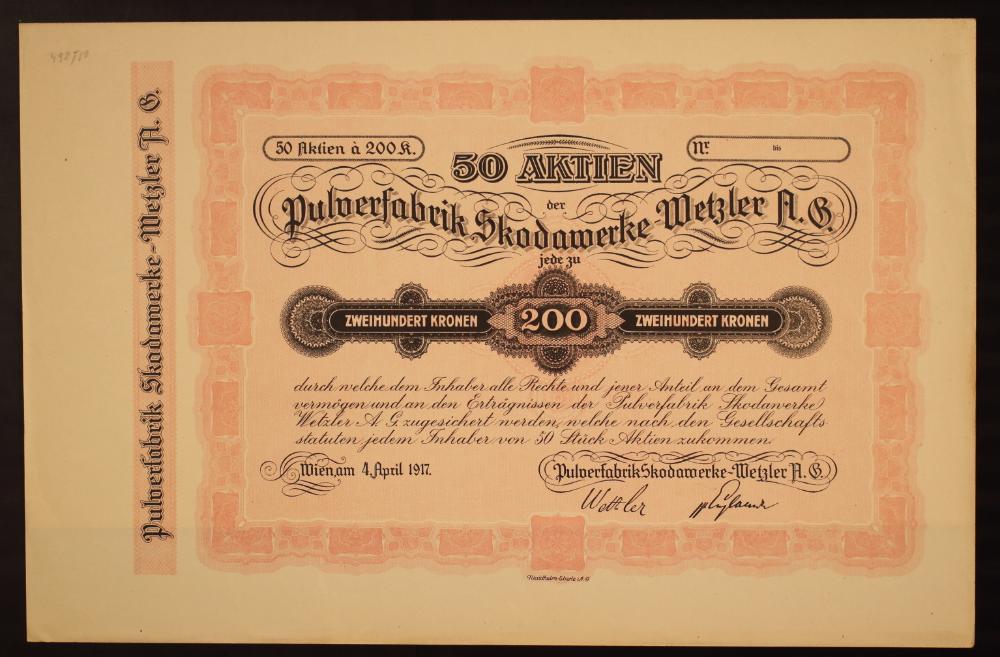 Pulverfabrik Skodawerke-Wetzler A. G.
50 Aktien à 200 K.
Nr bis
50 AKTIEN
der
Pulverfabrik Skodawerke-Wetzler A. G.
jede zu
ZWEIHUNDERT KRONEN 200 ZWEIHUNDERT KRONEN
durch welche dem Inhaber alle Rechte und jener Anteil an dem Gesamt
vermögen und an den Erträgnissen der Pulverfabrik Skodawerke
Wetzler A. G. zugesichert werden, welche nach den Gesellschafts
statuten jedem Inhaber von 50 Stück Aktien zukommen.
Wien, am 4. April 1917.
Pulverfabrik Skodawerke-Wetzler A. G.
Wettler